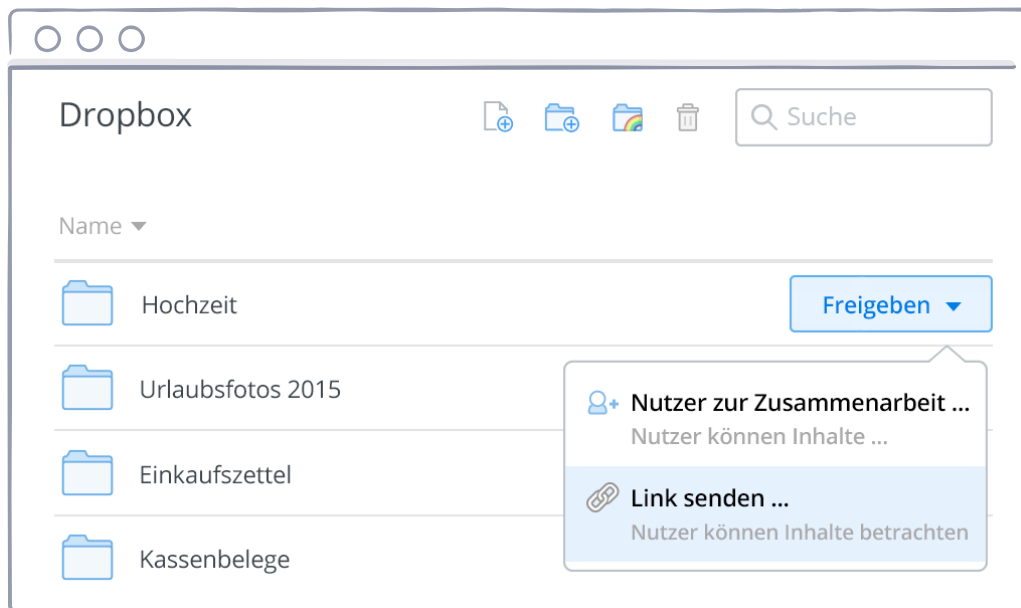 Dropbox
Suche
Name
Hochzeit
Freigeben
Urlaubsfotos 2015
Nutzer zur Zusammenarbeit ...
Nutzer können Inhalte ...
Einkaufszettel
Link senden ...
Nutzer können Inhalte betrachten
Kassenbelege